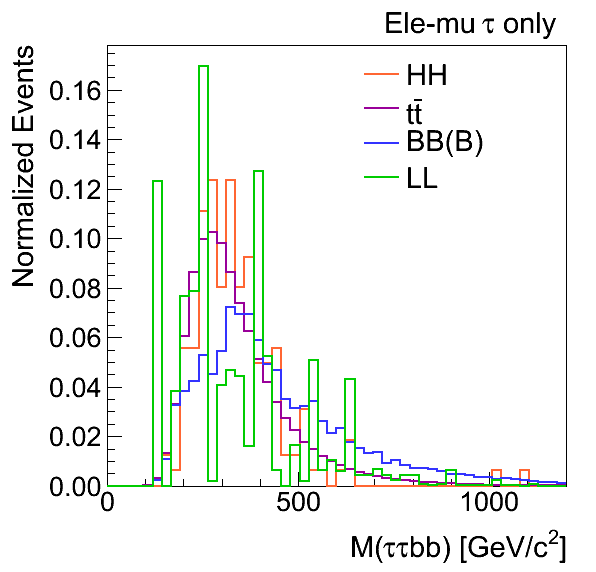 Ele-mu τ only
Normalized Events
0.16
0.14
0.12
0.10
0.08
0.06
0.04
0.02
0.00
HH
tt̄
BB(B)
LL
0
500
1000
M(ττbb) [GeV/c²]